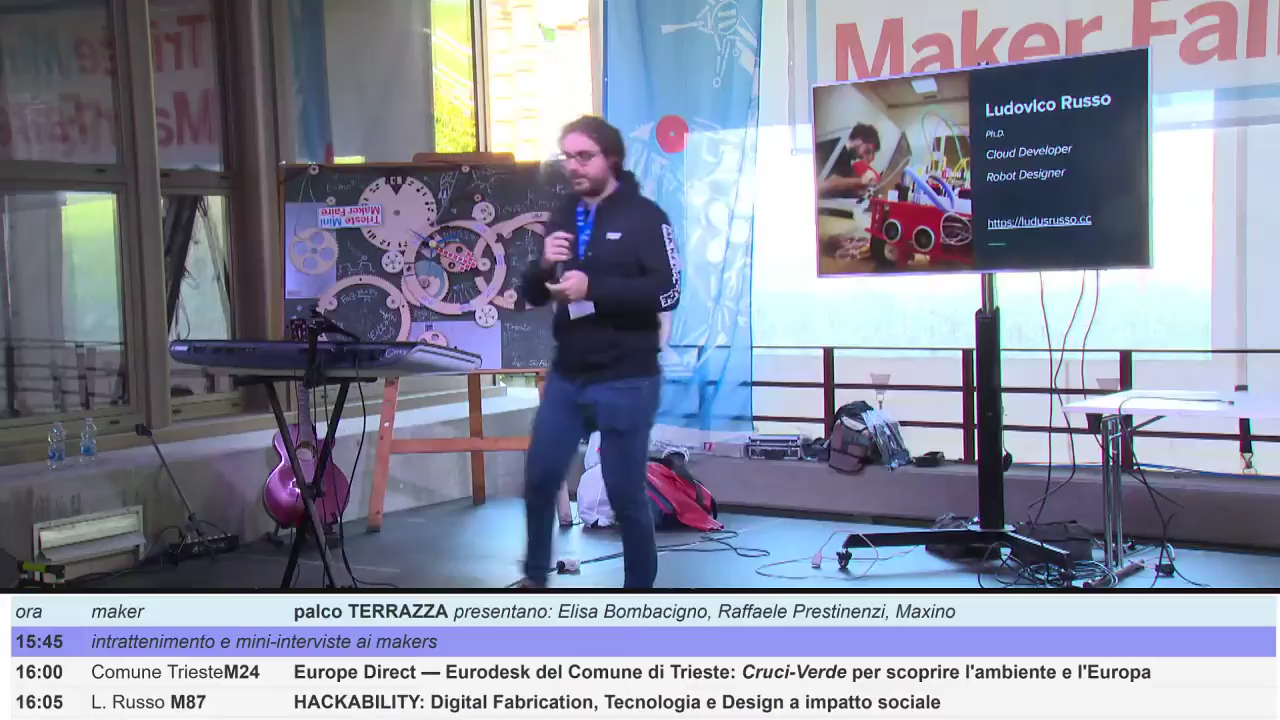 Maker Fai
Ludovico Russo
Ph.D.
Cloud Developer
Robot Designer
https://ludusrusso.cc
Trieste Mini
Maker Faire
ora maker palco TERRAZZA presentano: Elisa Bombacigno, Raffaele Prestinenzi, Maxino
15:45 intrattenimento e mini-interviste ai makers
16:00 Comune TriesteM24 Europe Direct — Eurodesk del Comune di Trieste: Cruci-Verde per scoprire l'ambiente e l'Europa
16:05 L. Russo M87 HACKABILITY: Digital Fabrication, Tecnologia e Design a impatto sociale